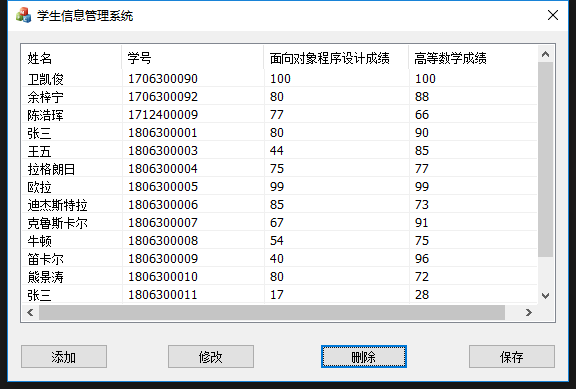 学生信息管理系统
姓名 学号 面向对象程序设计成绩 高等数学成绩
卫凯俊 1706300090 100 100
余梓宁 1706300092 80 88
陈浩珲 1712400009 77 66
张三 1806300001 80 90
王五 1806300003 44 85
拉格朗日 1806300004 75 77
欧拉 1806300005 99 99
迪杰斯特拉 1806300006 85 73
克鲁斯卡尔 1806300007 67 91
牛顿 1806300008 54 75
笛卡尔 1806300009 40 96
熊景涛 1806300010 80 72
张三 1806300011 17 28
添加 修改 删除 保存